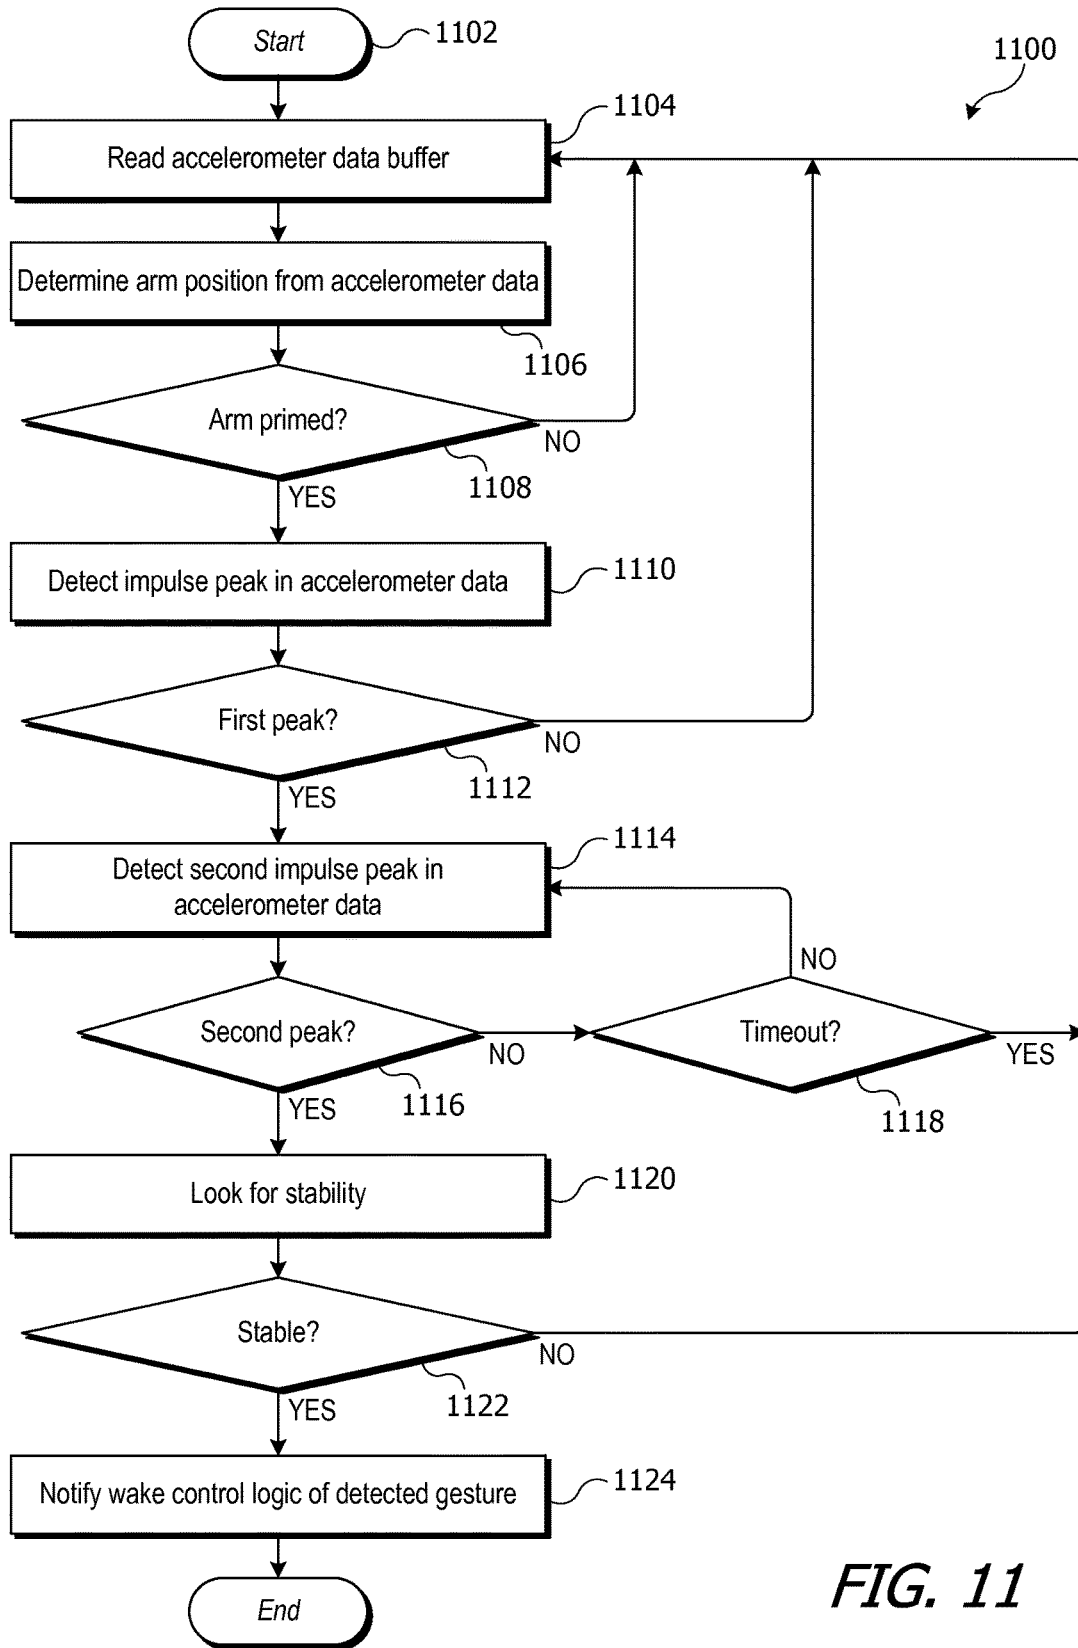 Start
1102
1100
1104
Read accelerometer data buffer
Determine arm position from accelerometer data
1106
Arm primed?
NO
1108
YES
Detect impulse peak in accelerometer data
1110
First peak?
NO
1112
YES
1114
Detect second impulse peak in
accelerometer data
NO
Second peak?
NO
Timeout?
YES
1116
YES
1118
Look for stability
1120
Stable?
NO
1122
YES
Notify wake control logic of detected gesture
1124
End
FIG. 11